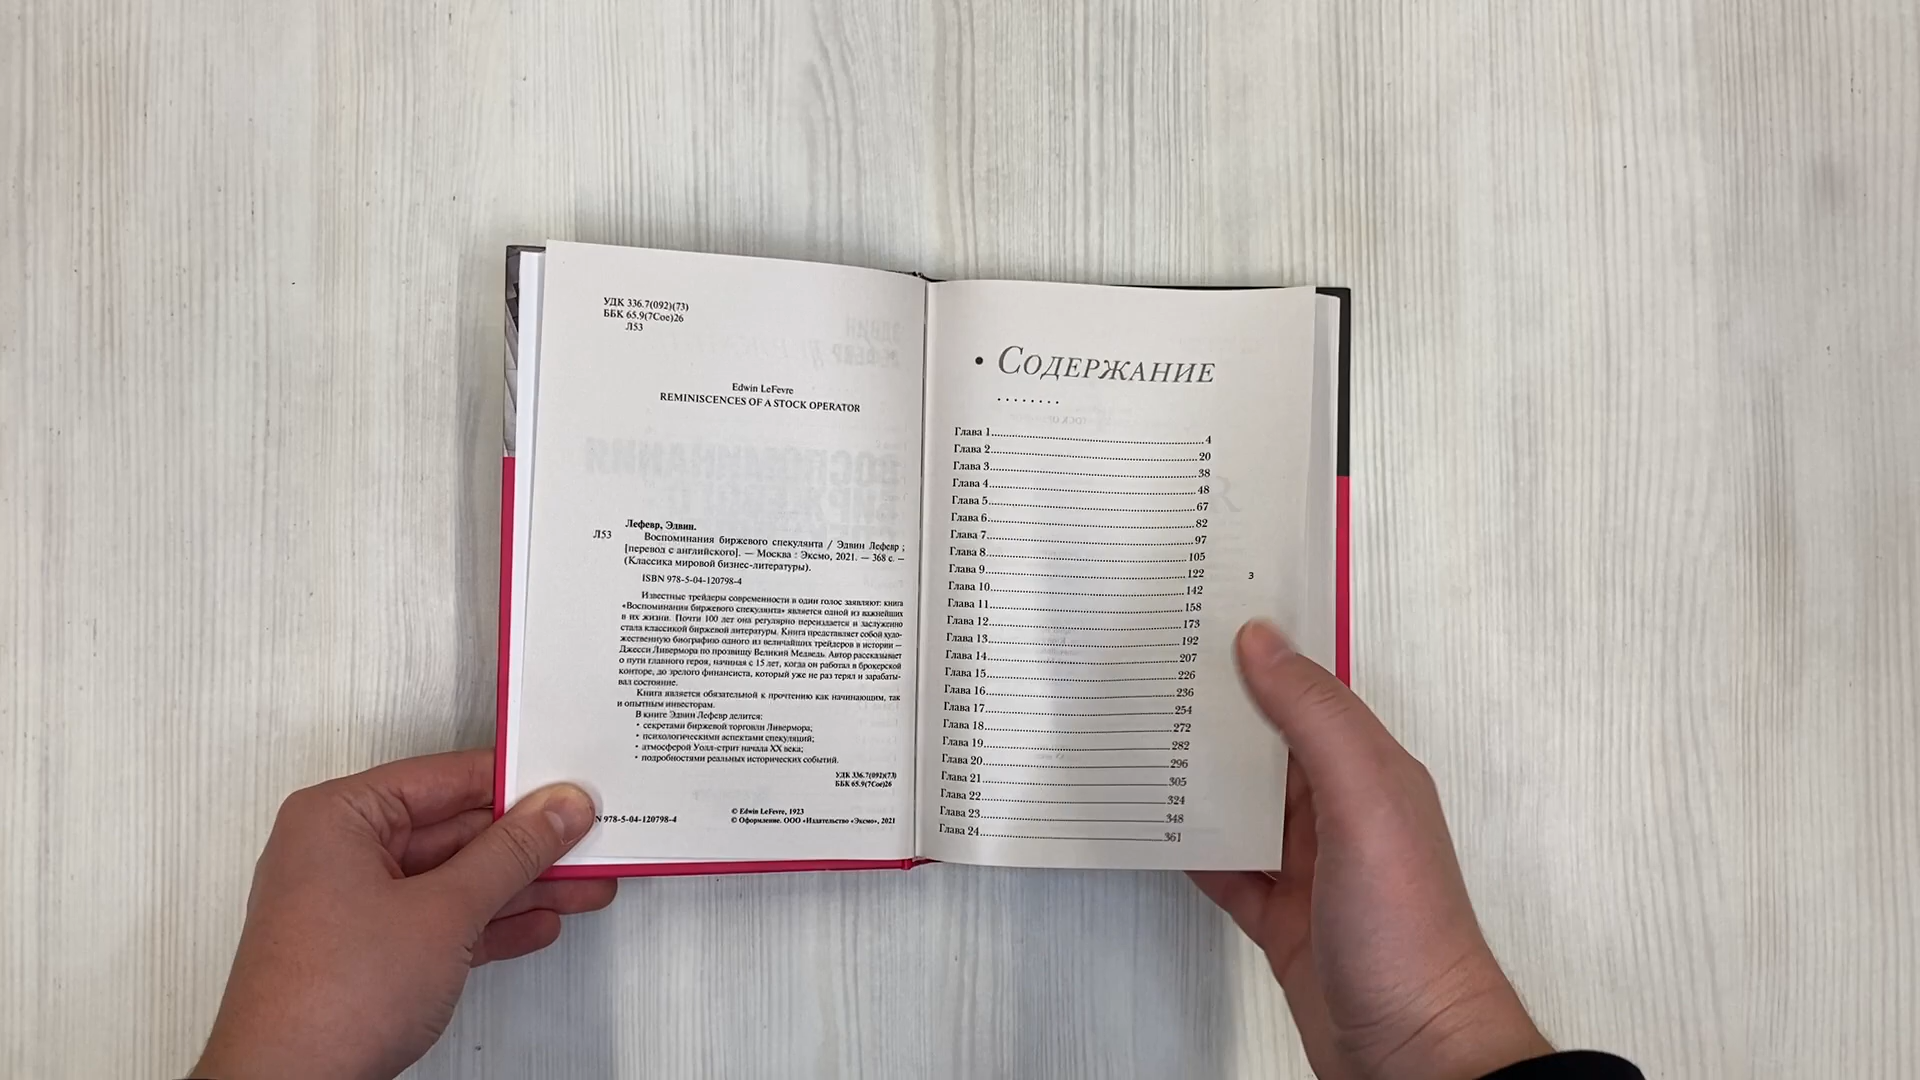 УДК 336.7(092)(73)
ББК 65.9(7Сое)26
Л53
Edwin LeFevre
REMINISCENCES OF A STOCK OPERATOR
Лефевр, Эдвин.
Л53 Воспоминания биржевого спекулянта / Эдвин Лефевр ;
[перевод с английского]. — Москва : Эксмо, 2021. — 368 с. —
(Классика мировой бизнес-литературы).
ISBN 978-5-04-120798-4
Известные трейдеры современности в один голос заявляют: книга
«Воспоминания биржевого спекулянта» является одной из важнейших
в их жизни. Почти 100 лет она регулярно переиздается и заслуженно
стала классикой биржевой литературы. Книга представляет собой худо-
жественную биографию одного из величайших трейдеров в истории —
Джесси Ливермора по прозвищу Великий Медведь. Автор рассказывает
о пути главного героя, начиная с 15 лет, когда он работал в брокерской
конторе, до зрелого финансиста, который уже не раз терял и зарабаты-
вал состояние.
Книга является обязательной к прочтению как начинающим, так
и опытным инвесторам.
В книге Эдвин Лефевр делится:
• секретами биржевой торговли Ливермора;
• психологическими аспектами спекуляций;
• атмосферой Уолл-стрит начала XX века;
• подробностями реальных исторических событий.
УДК 336.7(092)(73)
ББК 65.9(7Сое)26
N 978-5-04-120798-4
© Edwin LeFevre, 1923
© Оформление. ООО «Издательство «Эксмо», 2021
• СОДЕРЖАНИЕ
........
Глава 1 4
Глава 2 20
Глава 3 38
Глава 4 48
Глава 5 67
Глава 6 82
Глава 7 97
Глава 8 105
Глава 9 122
Глава 10 142
Глава 11 158
Глава 12 173
Глава 13 192
Глава 14 207
Глава 15 226
Глава 16 236
Глава 17 254
Глава 18 272
Глава 19 282
Глава 20 296
Глава 21 305
Глава 22 324
Глава 23 348
Глава 24 361
3